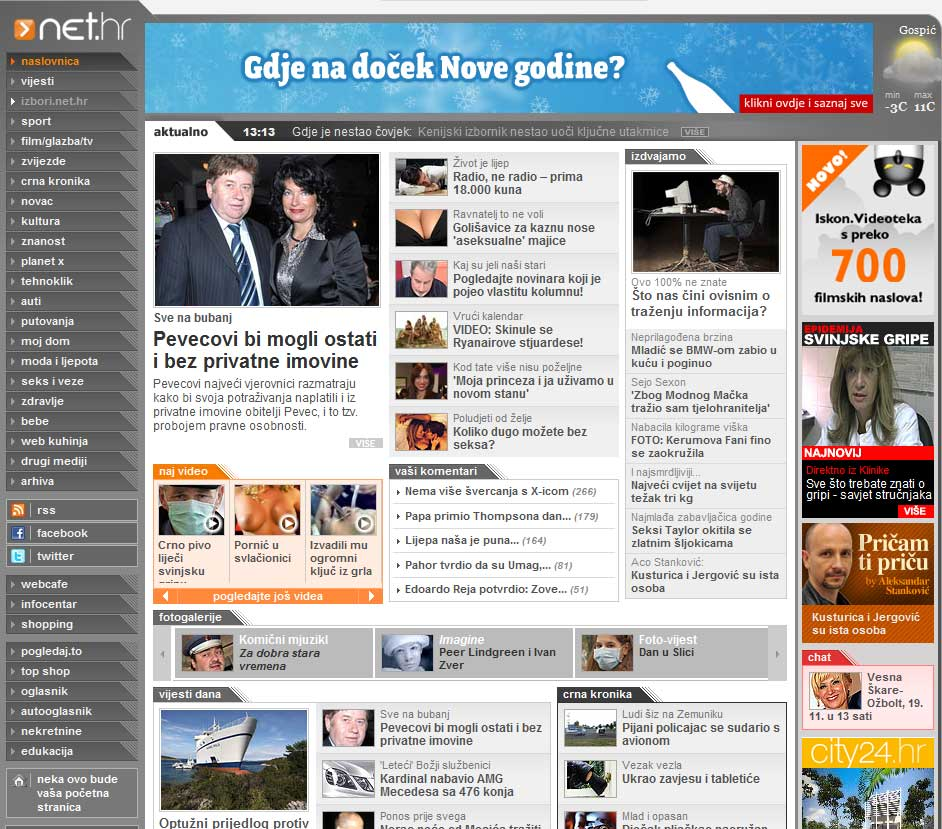 net.hr
naslovnica
vijesti
izbori.net.hr
sport
film/glazba/tv
zvijezde
crna kronika
novac
kultura
znanost
planet x
tehnoklik
auti
putovanja
moj dom
moda i ljepota
seks i veze
zdravlje
bebe
web kuhinja
drugi mediji
arhiva
rss
facebook
twitter
webcafe
infocentar
shopping
pogledaj.to
top shop
oglasnik
autooglasnik
nekretnine
edukacija
neka ovo bude
vaša početna
stranica
Gdje na doček Nove godine?
klikni ovdje i saznaj sve
Gospić
min max
-3C 11C
aktualno
13:13 Gdje je nestao čovjek: Kenijski izbornik nestao uoči ključne utakmice VIŠE
Sve na bubanj
Pevecovi bi mogli ostati
i bez privatne imovine
Pevecovi najveći vjerovnici razmatraju
kako bi svoja potraživanja naplatili i iz
privatne imovine obitelji Pevec, i to tzv.
probojem pravne osobnosti.
VIŠE
Život je lijep
Radio, ne radio – prima
18.000 kuna
Ravnatelj to ne voli
Golišavice za kaznu nose
'aseksualne' majice
Kaj su jeli naši stari
Pogledajte novinara koji je
pojeo vlastitu kolumnu!
Vrući kalendar
VIDEO: Skinule se
Ryanairove stjuardese!
Kod tate više nisu poželjne
'Moja princeza i ja uživamo u
novom stanu'
Poludjeti od želje
Koliko dugo možete bez
seksa?
izdvajamo
Ovo 100% ne znate
Što nas čini ovisnim o
traženju informacija?
Neprilagođena brzina
Mladić se BMW-om zabio u
kuću i poginuo
Sejo Sexon
'Zbog Modnog Mačka
tražio sam tjelohranitelja'
Nabacila kilograme viška
FOTO: Kerumova Fani fino
se zaokružila
I najsmrdljiviji...
Najveći cvijet na svijetu
težak tri kg
Najmlađa zabavljačica godine
Seksi Taylor okitila se
zlatnim šljokicama
Aco Stanković:
Kusturica i Jergović su ista
osoba
naj video
Crno pivo
liječi
svinjsku
gripu
Pornić u
svlačionici
Izvadili mu
ogromni
ključ iz grla
pogledajte još videa
vaši komentari
Nema više švercanja s X-icom (266)
Papa primio Thompsona dan... (179)
Lijepa naša je puna... (164)
Pahor tvrdio da su Umag,... (81)
Edoardo Reja potvrdio: Zove... (51)
fotogalerije
Komični mjuzikl
Za dobra stara
vremena
Imagine
Peer Lindgreen i Ivan
Zver
Foto-vijest
Dan u Slici
vijesti dana
Optužni prijedlog protiv
Sve na bubanj
Pevecovi bi mogli ostati i bez
privatne imovine
'Leteći' Božji službenici
Kardinal nabavio AMG
Mecedesa sa 476 konja
Ponos prije svega
crna kronika
Ludi šiz na Zemuniku
Pijani policajac se sudario s
avionom
Vezak vezla
Ukrao zavjesu i tabletiće
Mlad i opasan
NOVO!
Iskon.Videoteka
s preko
700
filmskih naslova!
EPIDEMIJA
SVINJSKE GRIPE
NAJNOVIJ
Direktno iz Klinike
Sve što trebate znati o
gripi - savjet stručnjaka
VIŠE
Pričam
ti priču
by Aleksandar
Stanković
Kusturica i Jergović
su ista osoba
chat
Vesna
Škare-
Ožbolt, 19.
11. u 13 sati
city24.hr